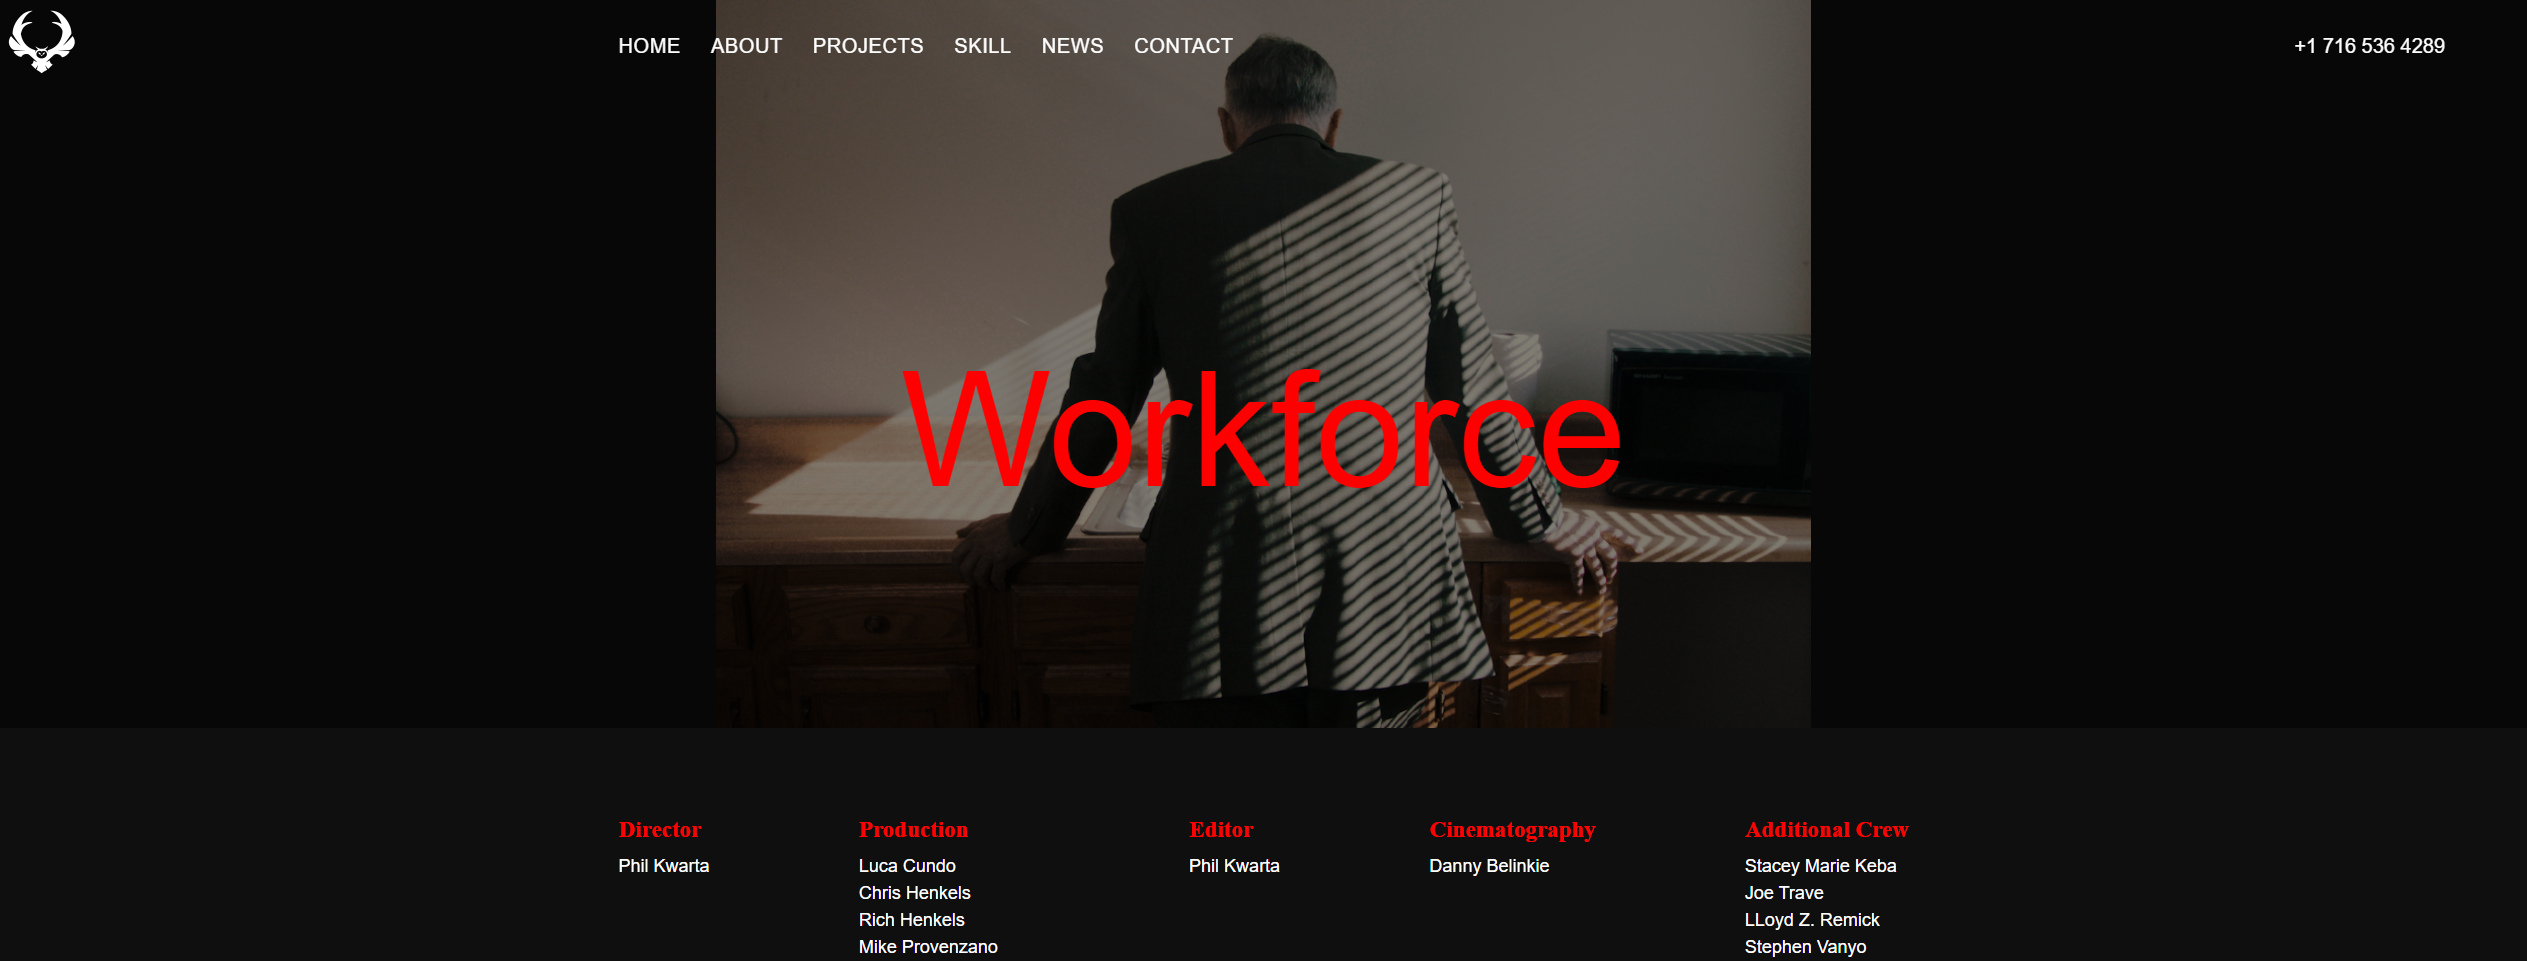 HOME ABOUT PROJECTS SKILL NEWS CONTACT +1 716 536 4289
Workforce
Director Production Editor Cinematography Additional Crew
Phil Kwarta Luca Cundo Phil Kwarta Danny Belinkie Stacey Marie Keba
Chris Henkels Joe Trave
Rich Henkels LLoyd Z. Remick
Mike Provenzano Stephen Vanyo